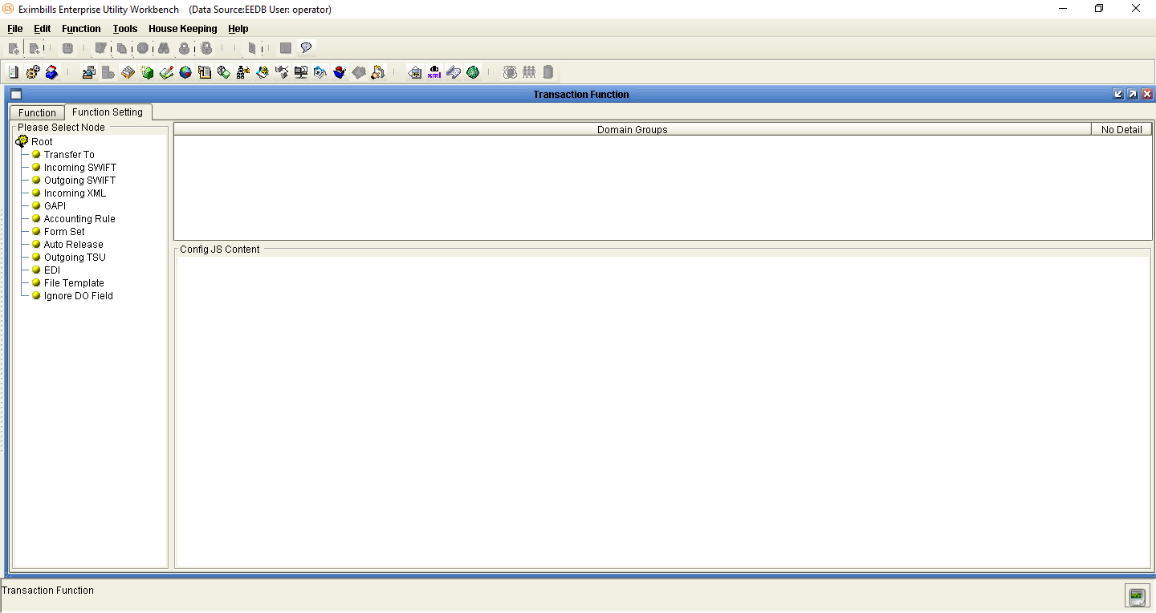 Eximbills Enterprise Utility Workbench (Data Source:EEDB User: operator)
File Edit Function Tools House Keeping Help
Transaction Function
Function Function Setting
Please Select Node
Domain Groups No Detail
Root
Transfer To
Incoming SWIFT
Outgoing SWIFT
Incoming XML
GAPI
Accounting Rule
Form Set
Auto Release
Outgoing TSU
EDI
File Template
Ignore DO Field
Config JS Content
Transaction Function